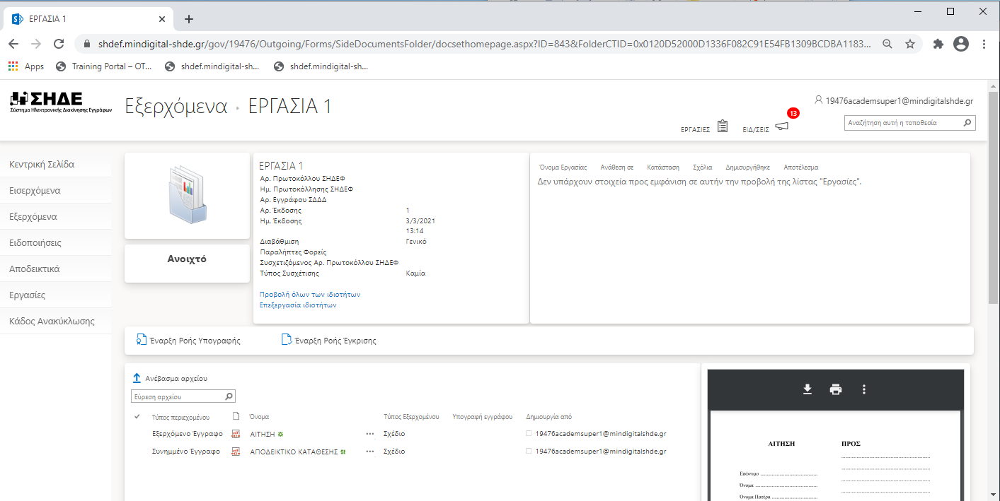 ΕΡΓΑΣΙΑ 1
shdef.mindigital-shde.gr/gov/19476/Outgoing/Forms/SideDocumentsFolder/docsethomepage.aspx?ID=843&FolderCTID=0x0120D52000D1336F082C91E54FB1309BCDBA1183...
Apps Training Portal – OT... shdef.mindigital-sh... shdef.mindigital-sh...
ΣΗΔΕ
Σύστημα Ηλεκτρονικής Διακίνησης Εγγράφων
Εξερχόμενα ΕΡΓΑΣΙΑ 1
19476academsuper1@mindigitalshde.gr
ΕΡΓΑΣΙΕΣ ΕΙΔ/ΣΕΙΣ 13
Αναζήτηση αυτή η τοποθεσία
Κεντρική Σελίδα
Εισερχόμενα
Εξερχόμενα
Ειδοποιήσεις
Αποδεικτικά
Εργασίες
Κάδος Ανακύκλωσης
Ανοιχτό
ΕΡΓΑΣΙΑ 1
Αρ. Πρωτοκόλλου ΣΗΔΕΦ
Ημ. Πρωτοκόλλησης ΣΗΔΕΦ
Αρ. Εγγράφου ΣΔΔΔ
Αρ. Έκδοσης 1
Ημ. Έκδοσης 3/3/2021
13:14
Διαβάθμιση Γενικό
Παραλήπτες Φορείς
Συσχετιζόμενος Αρ. Πρωτοκόλλου ΣΗΔΕΦ
Τύπος Συσχέτισης Καμία
Προβολή όλων των ιδιοτήτων
Επεξεργασία ιδιοτήτων
Όνομα Εργασίας Ανάθεση σε Κατάσταση Σχόλια Δημιουργήθηκε Αποτέλεσμα
Δεν υπάρχουν στοιχεία προς εμφάνιση σε αυτήν την προβολή της λίστας "Εργασίες".
Έναρξη Ροής Υπογραφής Έναρξη Ροής Έγκρισης
Ανέβασμα αρχείου
Εύρεση αρχείου
Τύπος περιεχομένου Όνομα Τύπος Εξερχομένου Υπογραφή εγγράφου Δημιουργία από
Εξερχόμενο Έγγραφο ΑΙΤΗΣΗ ... Σχέδιο 19476academsuper1@mindigitalshde.gr
Συνημμένο Έγγραφο ΑΠΟΔΕΙΚΤΙΚΟ ΚΑΤΑΘΕΣΗΣ ... Σχέδιο 19476academsuper1@mindigitalshde.gr
ΑΙΤΗΣΗ ΠΡΟΣ
Επώνυμο
Όνομα
Όνομα Πατέρα